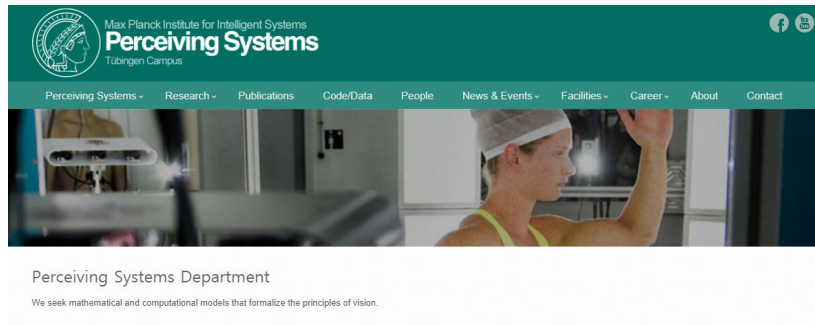 Max Planck Institute for Intelligent Systems
Perceiving Systems
Tübingen Campus
Perceiving Systems Research Publications Code/Data People News & Events Facilities Career About Contact
Perceiving Systems Department
We seek mathematical and computational models that formalize the principles of vision.